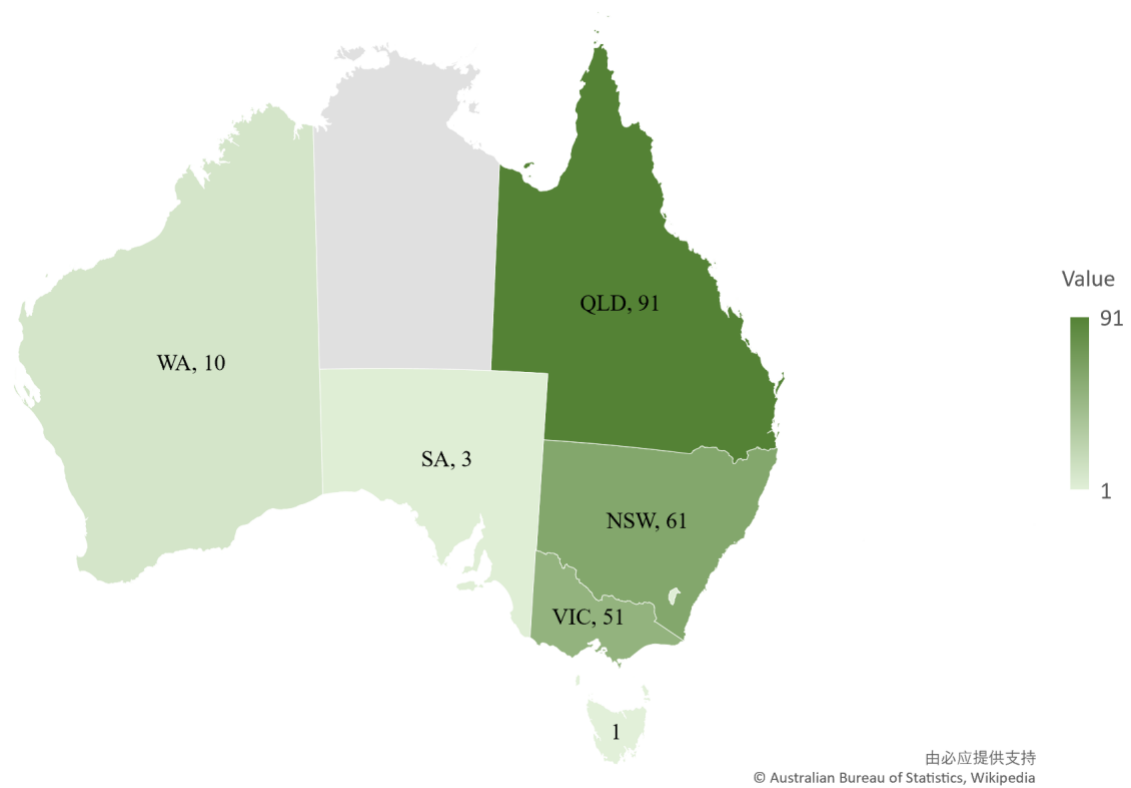 QLD, 91
Value
91
WA, 10
SA, 3
1
NSW, 61
VIC, 51
1
由必应提供支持
© Australian Bureau of Statistics, Wikipedia